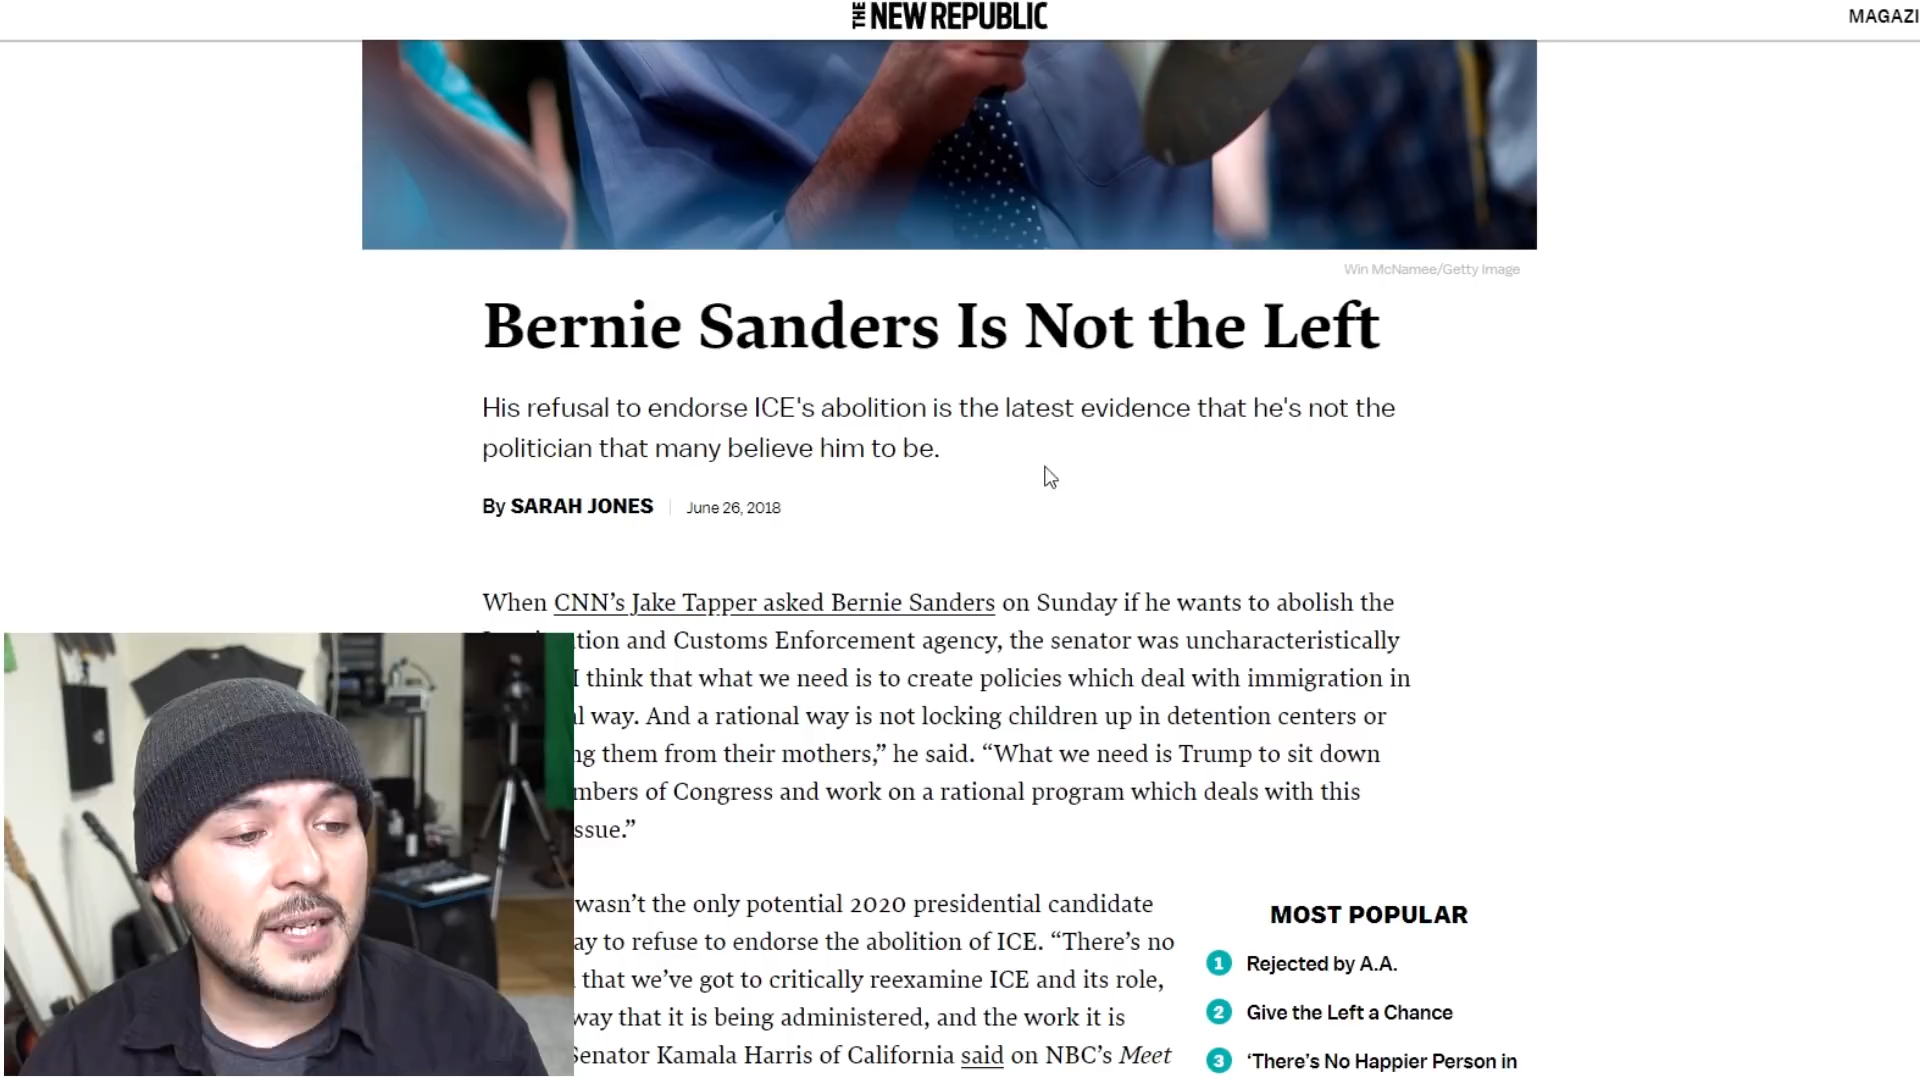 THE NEW REPUBLIC
MAGAZI
Win McNamee/Getty Image
Bernie Sanders Is Not the Left
His refusal to endorse ICE's abolition is the latest evidence that he's not the
politician that many believe him to be.
By SARAH JONES June 26, 2018
When CNN’s Jake Tapper asked Bernie Sanders on Sunday if he wants to abolish the
tion and Customs Enforcement agency, the senator was uncharacteristically
I think that what we need is to create policies which deal with immigration in
l way. And a rational way is not locking children up in detention centers or
ng them from their mothers,” he said. “What we need is Trump to sit down
mbers of Congress and work on a rational program which deals with this
ssue.”
wasn’t the only potential 2020 presidential candidate
ay to refuse to endorse the abolition of ICE. “There’s no
that we’ve got to critically reexamine ICE and its role,
way that it is being administered, and the work it is
Senator Kamala Harris of California said on NBC’s Meet
MOST POPULAR
1 Rejected by A.A.
2 Give the Left a Chance
3 ‘There’s No Happier Person in